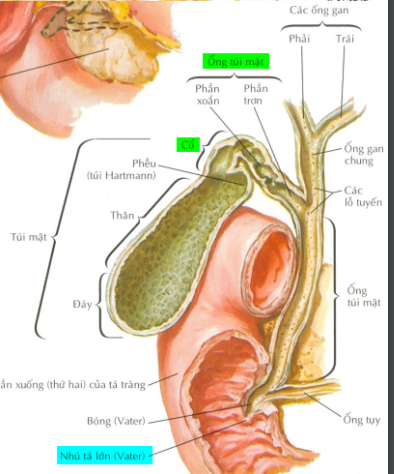 Các ống gan
Phải Trái
Ống túi mật
Phần xoắn
Phần trơn
Cổ
Ống gan chung
Phễu
(túi Hartmann)
Các lỗ tuyến
Thân
Túi mật
Đáy
Ống túi mật
ần xuống (thứ hai) của tá tràng
Bóng (Vater)
Ống tụy
Nhú tá lớn (Vater)